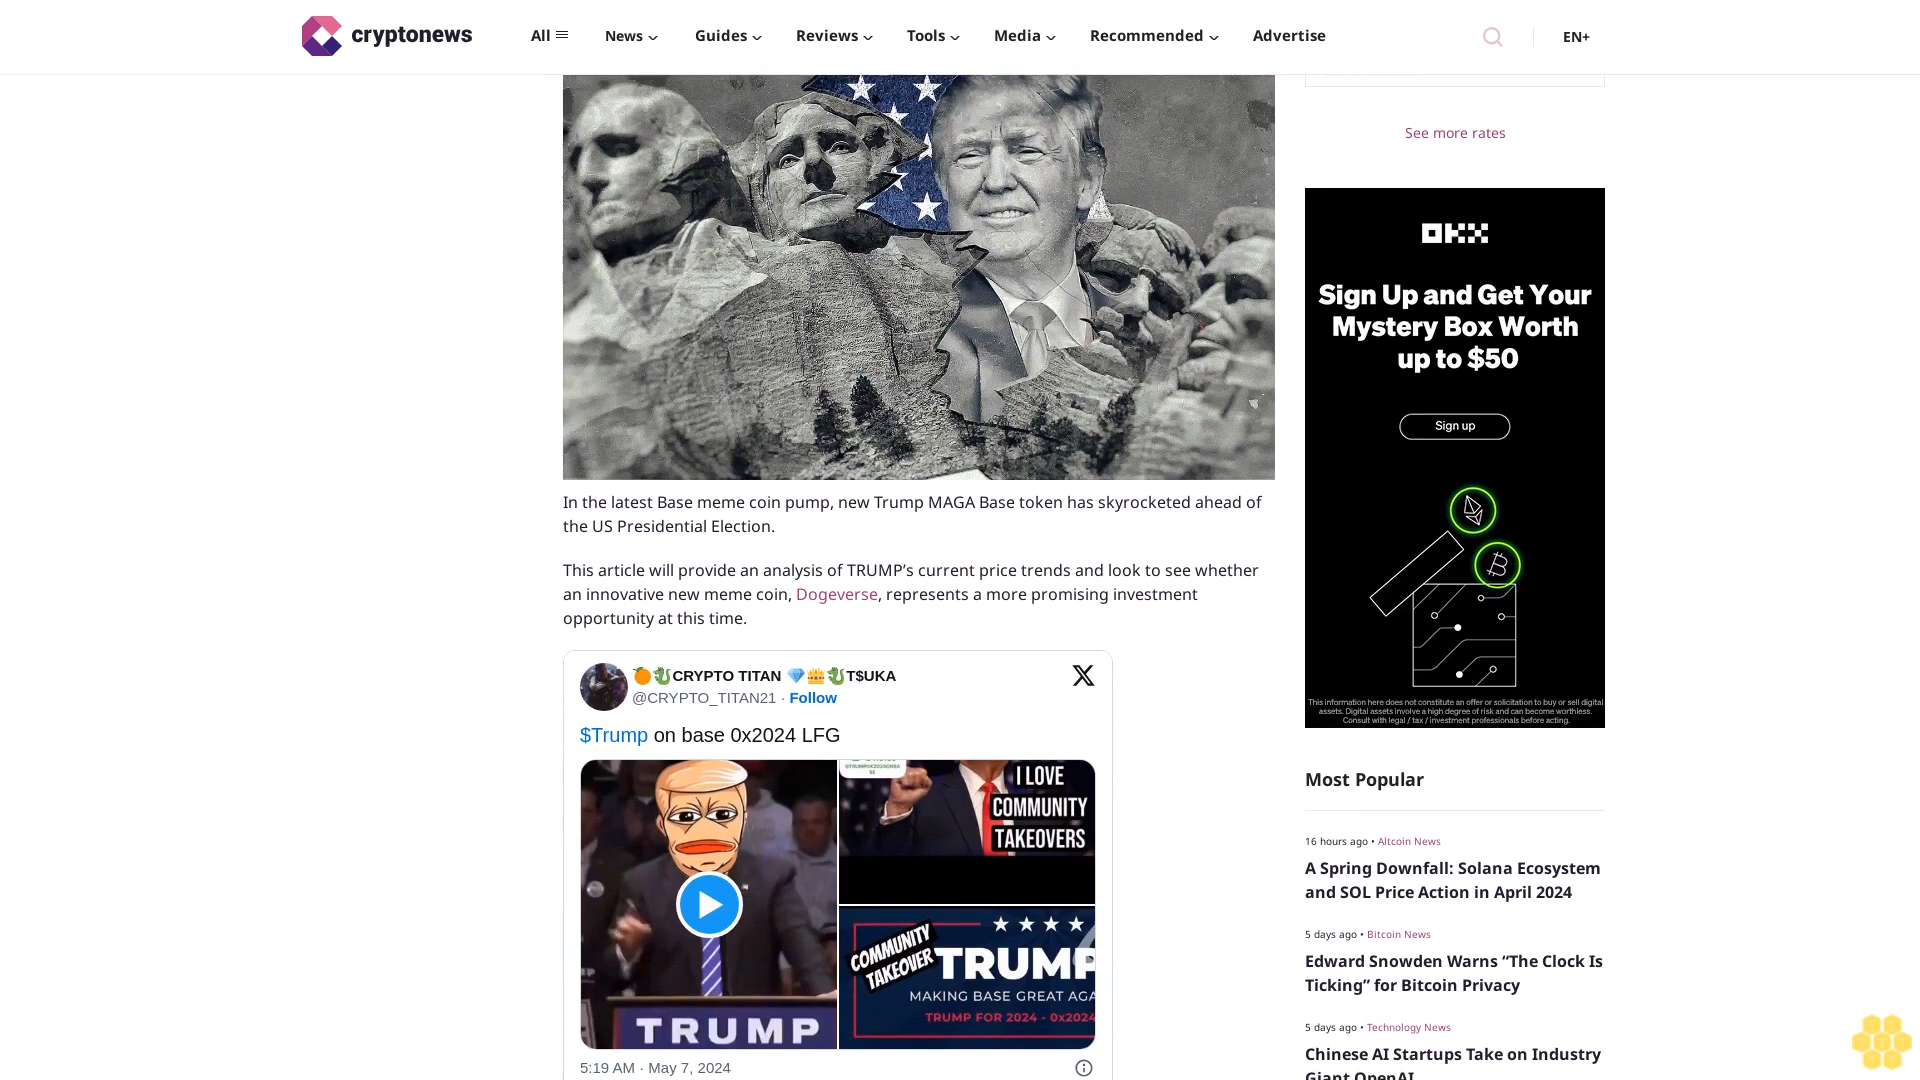 cryptonews
All
News
Guides
Reviews
Tools
Media
Recommended
Advertise
EN+
In the latest Base meme coin pump, new Trump MAGA Base token has skyrocketed ahead of
the US Presidential Election.
This article will provide an analysis of TRUMP’s current price trends and look to see whether
an innovative new meme coin, Dogeverse, represents a more promising investment
opportunity at this time.
🍊🐉CRYPTO TITAN 💎👑🐉T$UKA
@CRYPTO_TITAN21 · Follow
$Trump on base 0x2024 LFG
TRUMP
I LOVE
COMMUNITY
TAKEOVERS
COMMUNITY
TAKEOVER
TRUMP
MAKING BASE GREAT AGA
TRUMP FOR 2024 - 0x2024
5:19 AM · May 7, 2024
See more rates
OKX
Sign Up and Get Your
Mystery Box Worth
up to $50
Sign up
This information here does not constitute an offer or solicitation to buy or sell digital
assets. Digital assets involve a high degree of risk and can become worthless.
Consult with legal / tax / investment professionals before acting.
Most Popular
16 hours ago • Altcoin News
A Spring Downfall: Solana Ecosystem
and SOL Price Action in April 2024
5 days ago • Bitcoin News
Edward Snowden Warns “The Clock Is
Ticking” for Bitcoin Privacy
5 days ago • Technology News
Chinese AI Startups Take on Industry
Giant OpenAI